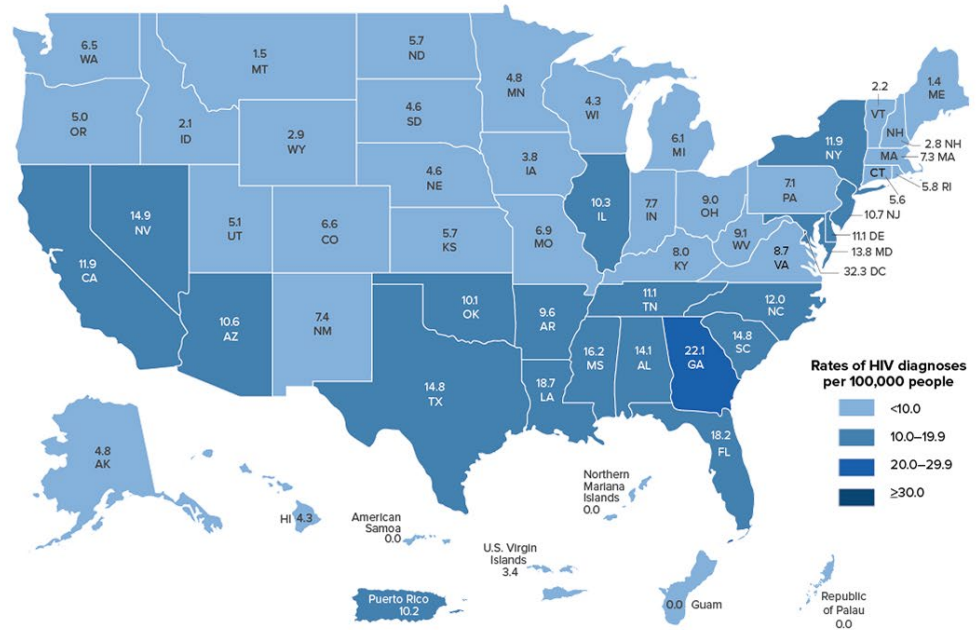 6.5
WA
1.5
MT
5.7
ND
4.8
MN
4.3
WI
6.1
MI
2.2
VT
1.4
ME
NH
2.8 NH
MA
7.3 MA
CT
5.6
5.8 RI
11.9
NY
5.0
OR
2.1
ID
2.9
WY
4.6
SD
3.8
IA
4.6
NE
7.1
PA
10.7 NJ
11.1 DE
13.8 MD
32.3 DC
14.9
NV
5.1
UT
6.6
CO
5.7
KS
6.9
MO
10.3
IL
7.7
IN
9.0
OH
9.1
WV
8.7
VA
8.0
KY
11.9
CA
10.6
AZ
7.4
NM
10.1
OK
9.6
AR
11.1
TN
12.0
NC
14.8
SC
14.8
TX
18.7
LA
16.2
MS
14.1
AL
22.1
GA
18.2
FL
Rates of HIV diagnoses
per 100,000 people
<10.0
10.0–19.9
20.0–29.9
≥30.0
4.8
AK
HI 4.3
American
Samoa
0.0
Northern
Mariana
Islands
0.0
U.S. Virgin
Islands
3.4
Puerto Rico
10.2
0.0 Guam
Republic
of Palau
0.0